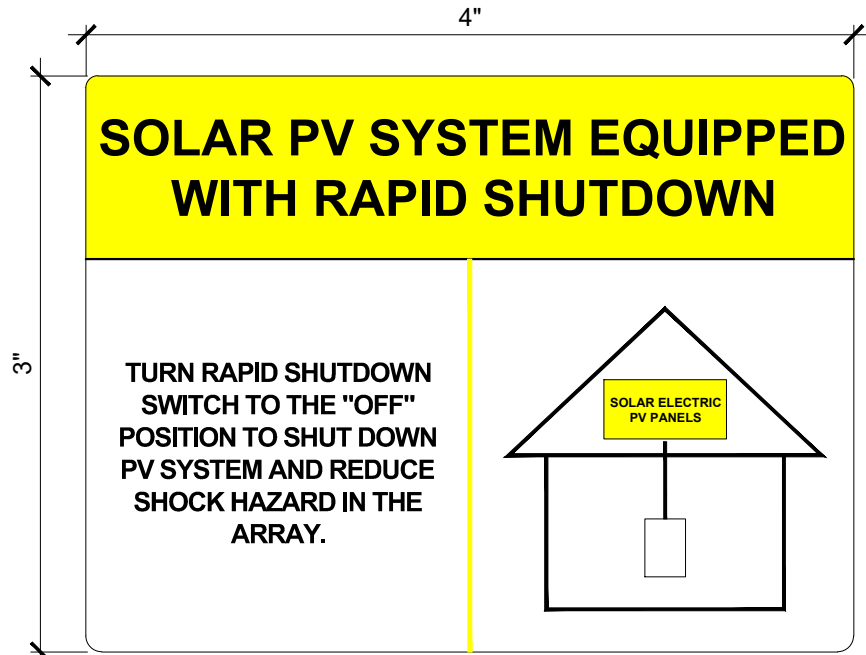 4"
SOLAR PV SYSTEM EQUIPPED
WITH RAPID SHUTDOWN
3"
TURN RAPID SHUTDOWN
SWITCH TO THE "OFF"
POSITION TO SHUT DOWN
PV SYSTEM AND REDUCE
SHOCK HAZARD IN THE
ARRAY.
SOLAR ELECTRIC
PV PANELS